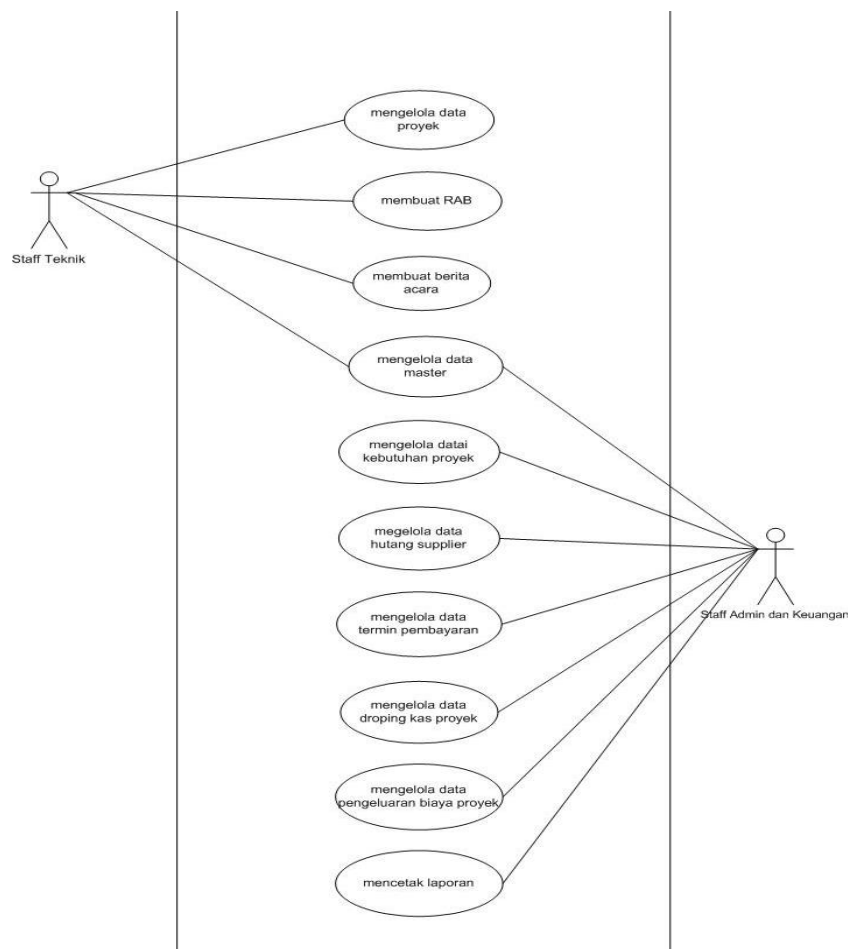 mengelola data
proyek
membuat RAB
Staff Teknik
membuat berita
acara
mengelola data
master
mengelola datai
kebutuhan proyek
megelola data
hutang supplier
Staff Admin dan Keuangan
mengelola data
termin pembayaran
mengelola data
droping kas proyek
mengelola data
pengeluaran biaya proyek
mencetak laporan